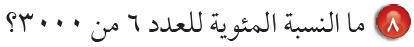 ٨ ما النسبة المئوية للعدد ٦ من ٣٠٠٠؟